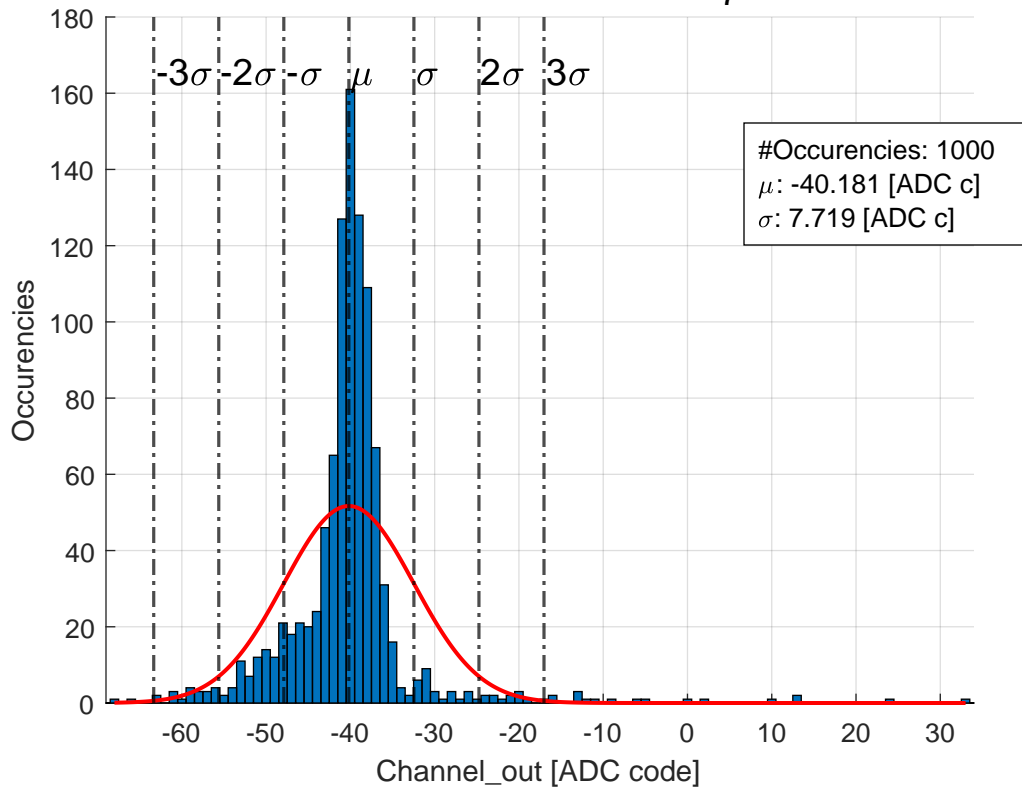 180
160
140
120
100
80
60
40
20
0
Occurencies
-3σ -2σ -σ μ σ 2σ 3σ
#Occurencies: 1000
μ: -40.181 [ADC c]
σ: 7.719 [ADC c]
-60 -50 -40 -30 -20 -10 0 10 20 30
Channel_out [ADC code]